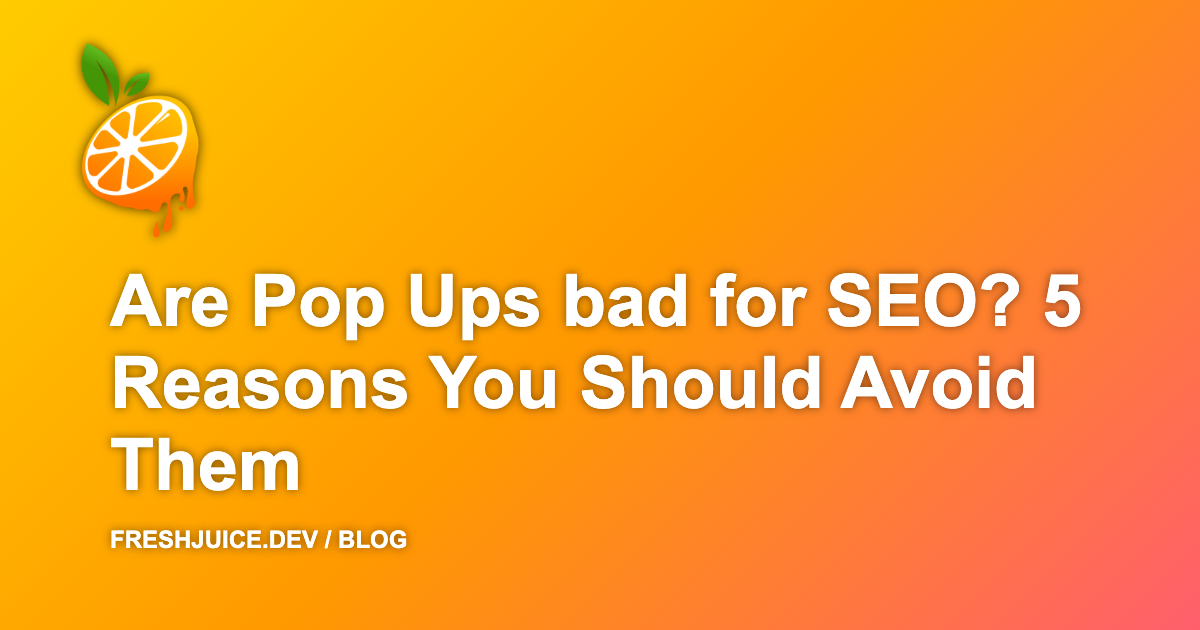 Are Pop Ups bad for SEO? 5
Reasons You Should Avoid
Them
FRESHJUICE.DEV / BLOG